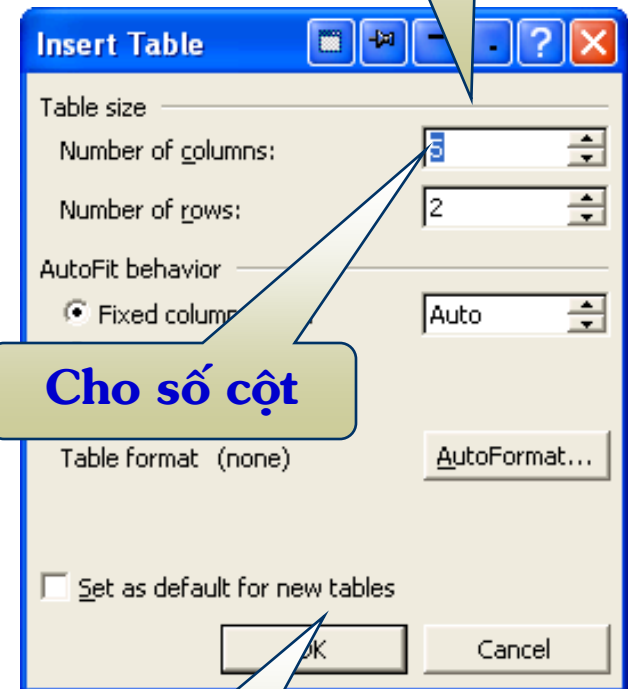 Insert Table
Table size
Number of columns: 5
Number of rows: 2
AutoFit behavior
Fixed column Auto
Cho số cột
Table format (none) AutoFormat...
Set as default for new tables
OK Cancel